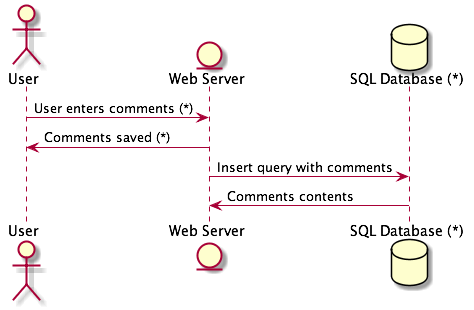 User
Web Server
SQL Database (*)
User enters comments (*)
Comments saved (*)
Insert query with comments
Comments contents
User
Web Server
SQL Database (*)